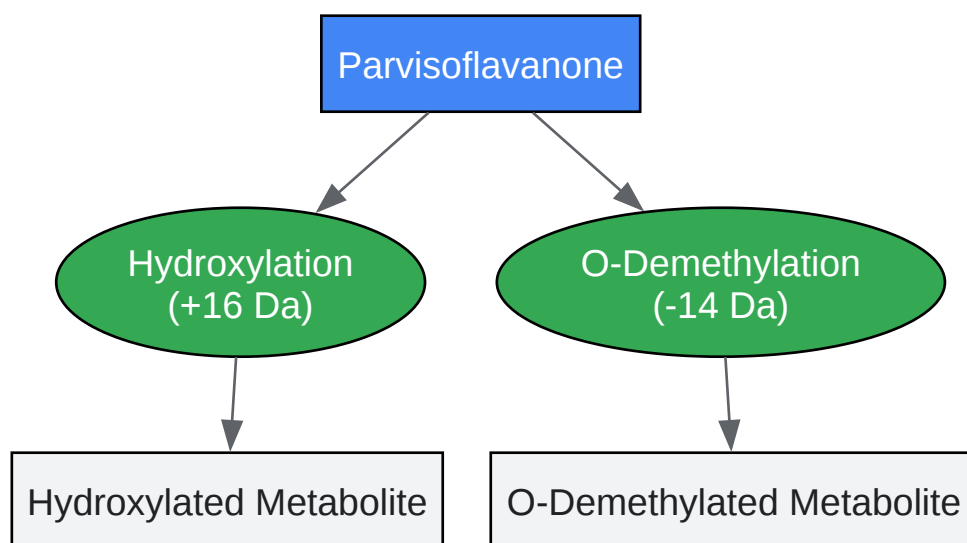 Parvisoflavanone
Hydroxylation
(+16 Da)
O-Demethylation
(-14 Da)
Hydroxylated Metabolite
O-Demethylated Metabolite